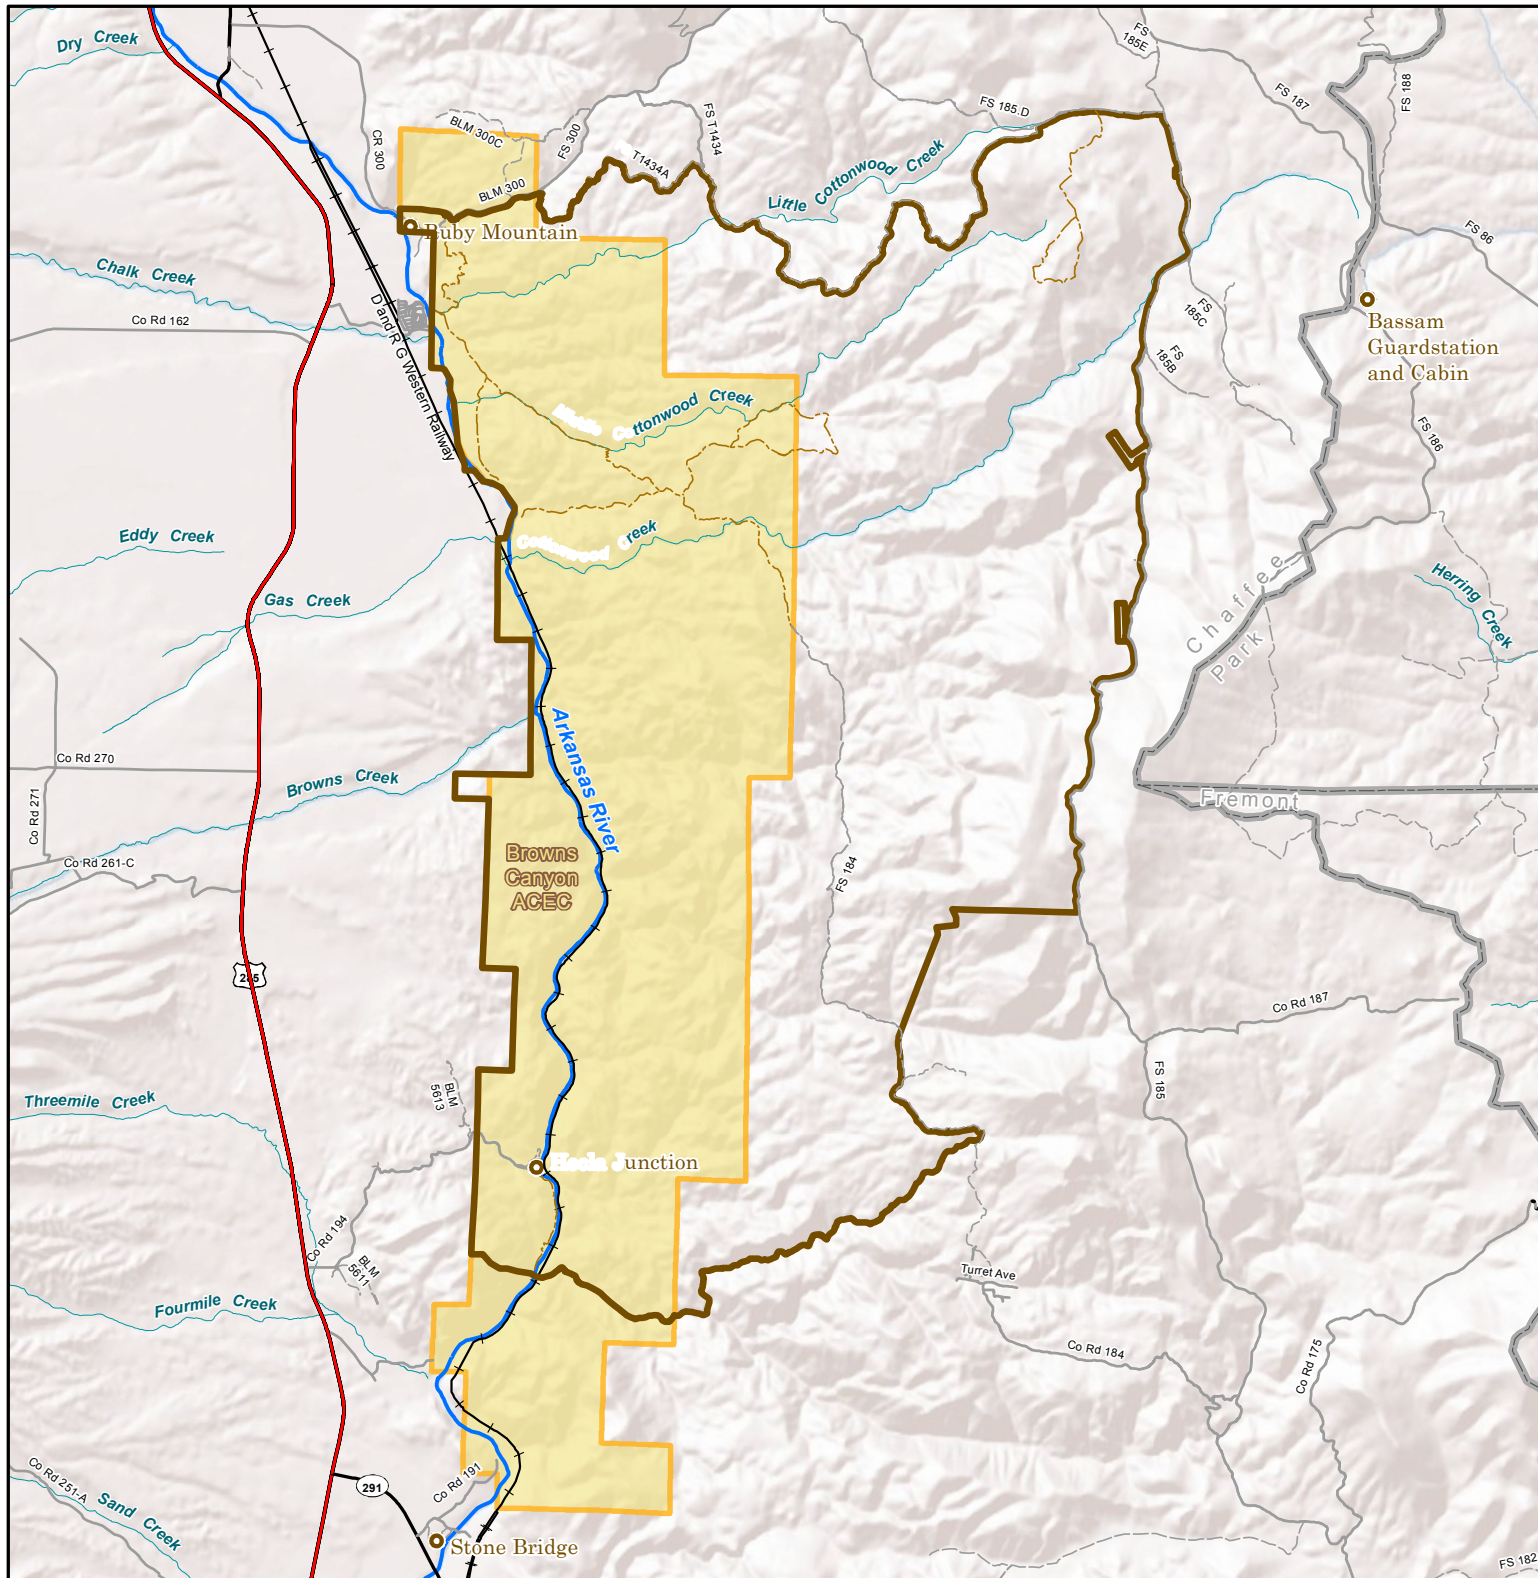 Dry Creek
FS
185E
FS 187
FS 188
BLM 300C
FS 300
FS T1434
FS 185.D
CR 300
T1434A
BLM 300
Little Cottonwood Creek
Ruby Mountain
FS 86
Chalk Creek
Co Rd 162
D and R G Western Railway
FS
185C
FS
185B
Bassam
Guardstation
and Cabin
Cottonwood Creek
FS 186
Eddy Creek
Cottonwood Creek
Gas Creek
Herring Creek
Chaffee
Park
Arkansas River
Co Rd 270
Browns Creek
Co Rd 271
Fremont
Co Rd 261-C
Browns
Canyon
ACEC
FS 184
285
Co Rd 187
Threemile Creek
BLM
5613
FS 185
Hecla Junction
Co Rd 194
BLM
5611
Turret Ave
Fourmile Creek
Co Rd 184
Co Rd 175
Co Rd 251-A
Sand Creek
291
Co Rd 191
Stone Bridge
FS 182